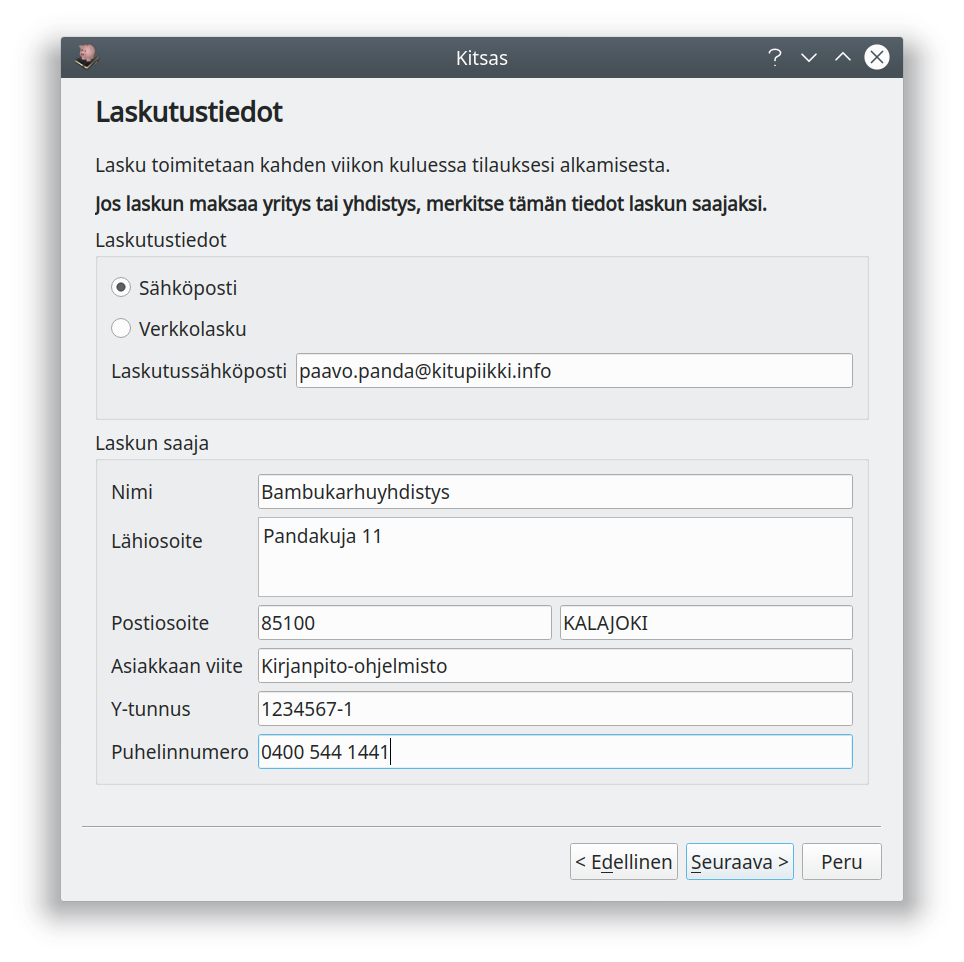 Kitsas
Laskutustiedot
Lasku toimitetaan kahden viikon kuluessa tilauksesi alkamisesta.
Jos laskun maksaa yritys tai yhdistys, merkitse tämän tiedot laskun saajaksi.
Laskutustiedot
Sähköposti
Verkkolasku
Laskutussähköposti paavo.panda@kitupiikki.info
Laskun saaja
Nimi Bambukarhuyhdistys
Lähiosoite Pandakuja 11
Postiosoite 85100 KALAJOKI
Asiakkaan viite Kirjanpito-ohjelmisto
Y-tunnus 1234567-1
Puhelinnumero 0400 544 1441
< Edellinen Seuraava > Peru